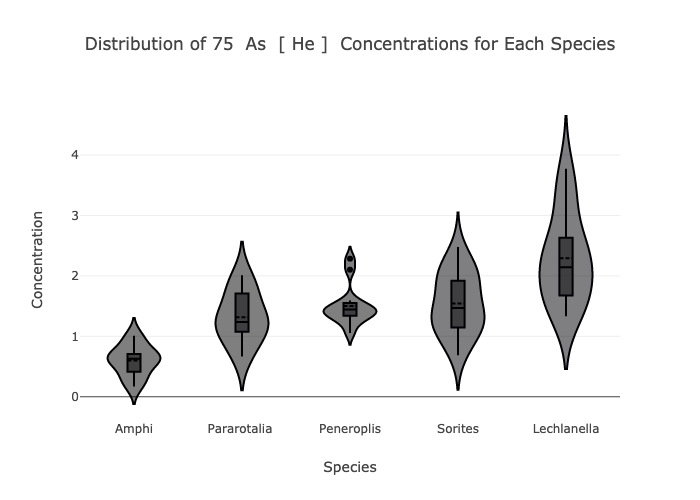 Distribution of 75 As [ He ] Concentrations for Each Species
4
3
2
1
0
Concentration
Amphi Pararotalia Peneroplis Sorites Lechlanella
Species